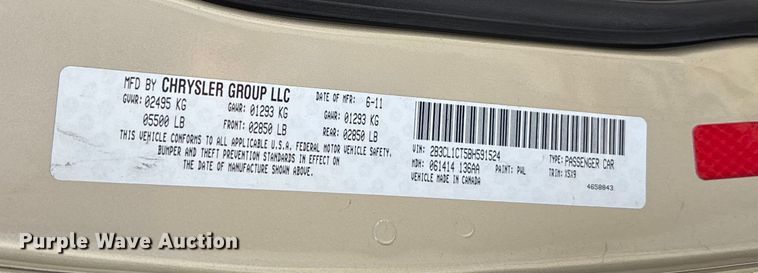 MFD BY CHRYSLER GROUP LLC DATE OF MFR: 6-11
GVWR: 02495 KG GAWR: 01293 KG GAWR: 01293 KG
05500 LB FRONT: 02850 LB REAR: 02850 LB
THIS VEHICLE CONFORMS TO ALL APPLICABLE U.S.A. FEDERAL MOTOR VEHICLE SAFETY,
BUMPER AND THEFT PREVENTION STANDARDS IN EFFECT ON
THE DATE OF MANUFACTURE SHOWN ABOVE.
VIN: 2B3CL1CT5BH591524 TYPE: PASSENGER CAR
MDH: 061414 136AA PAINT: PWL TRIM: X5X9
VEHICLE MADE IN CANADA 4658843
Purple Wave Auction